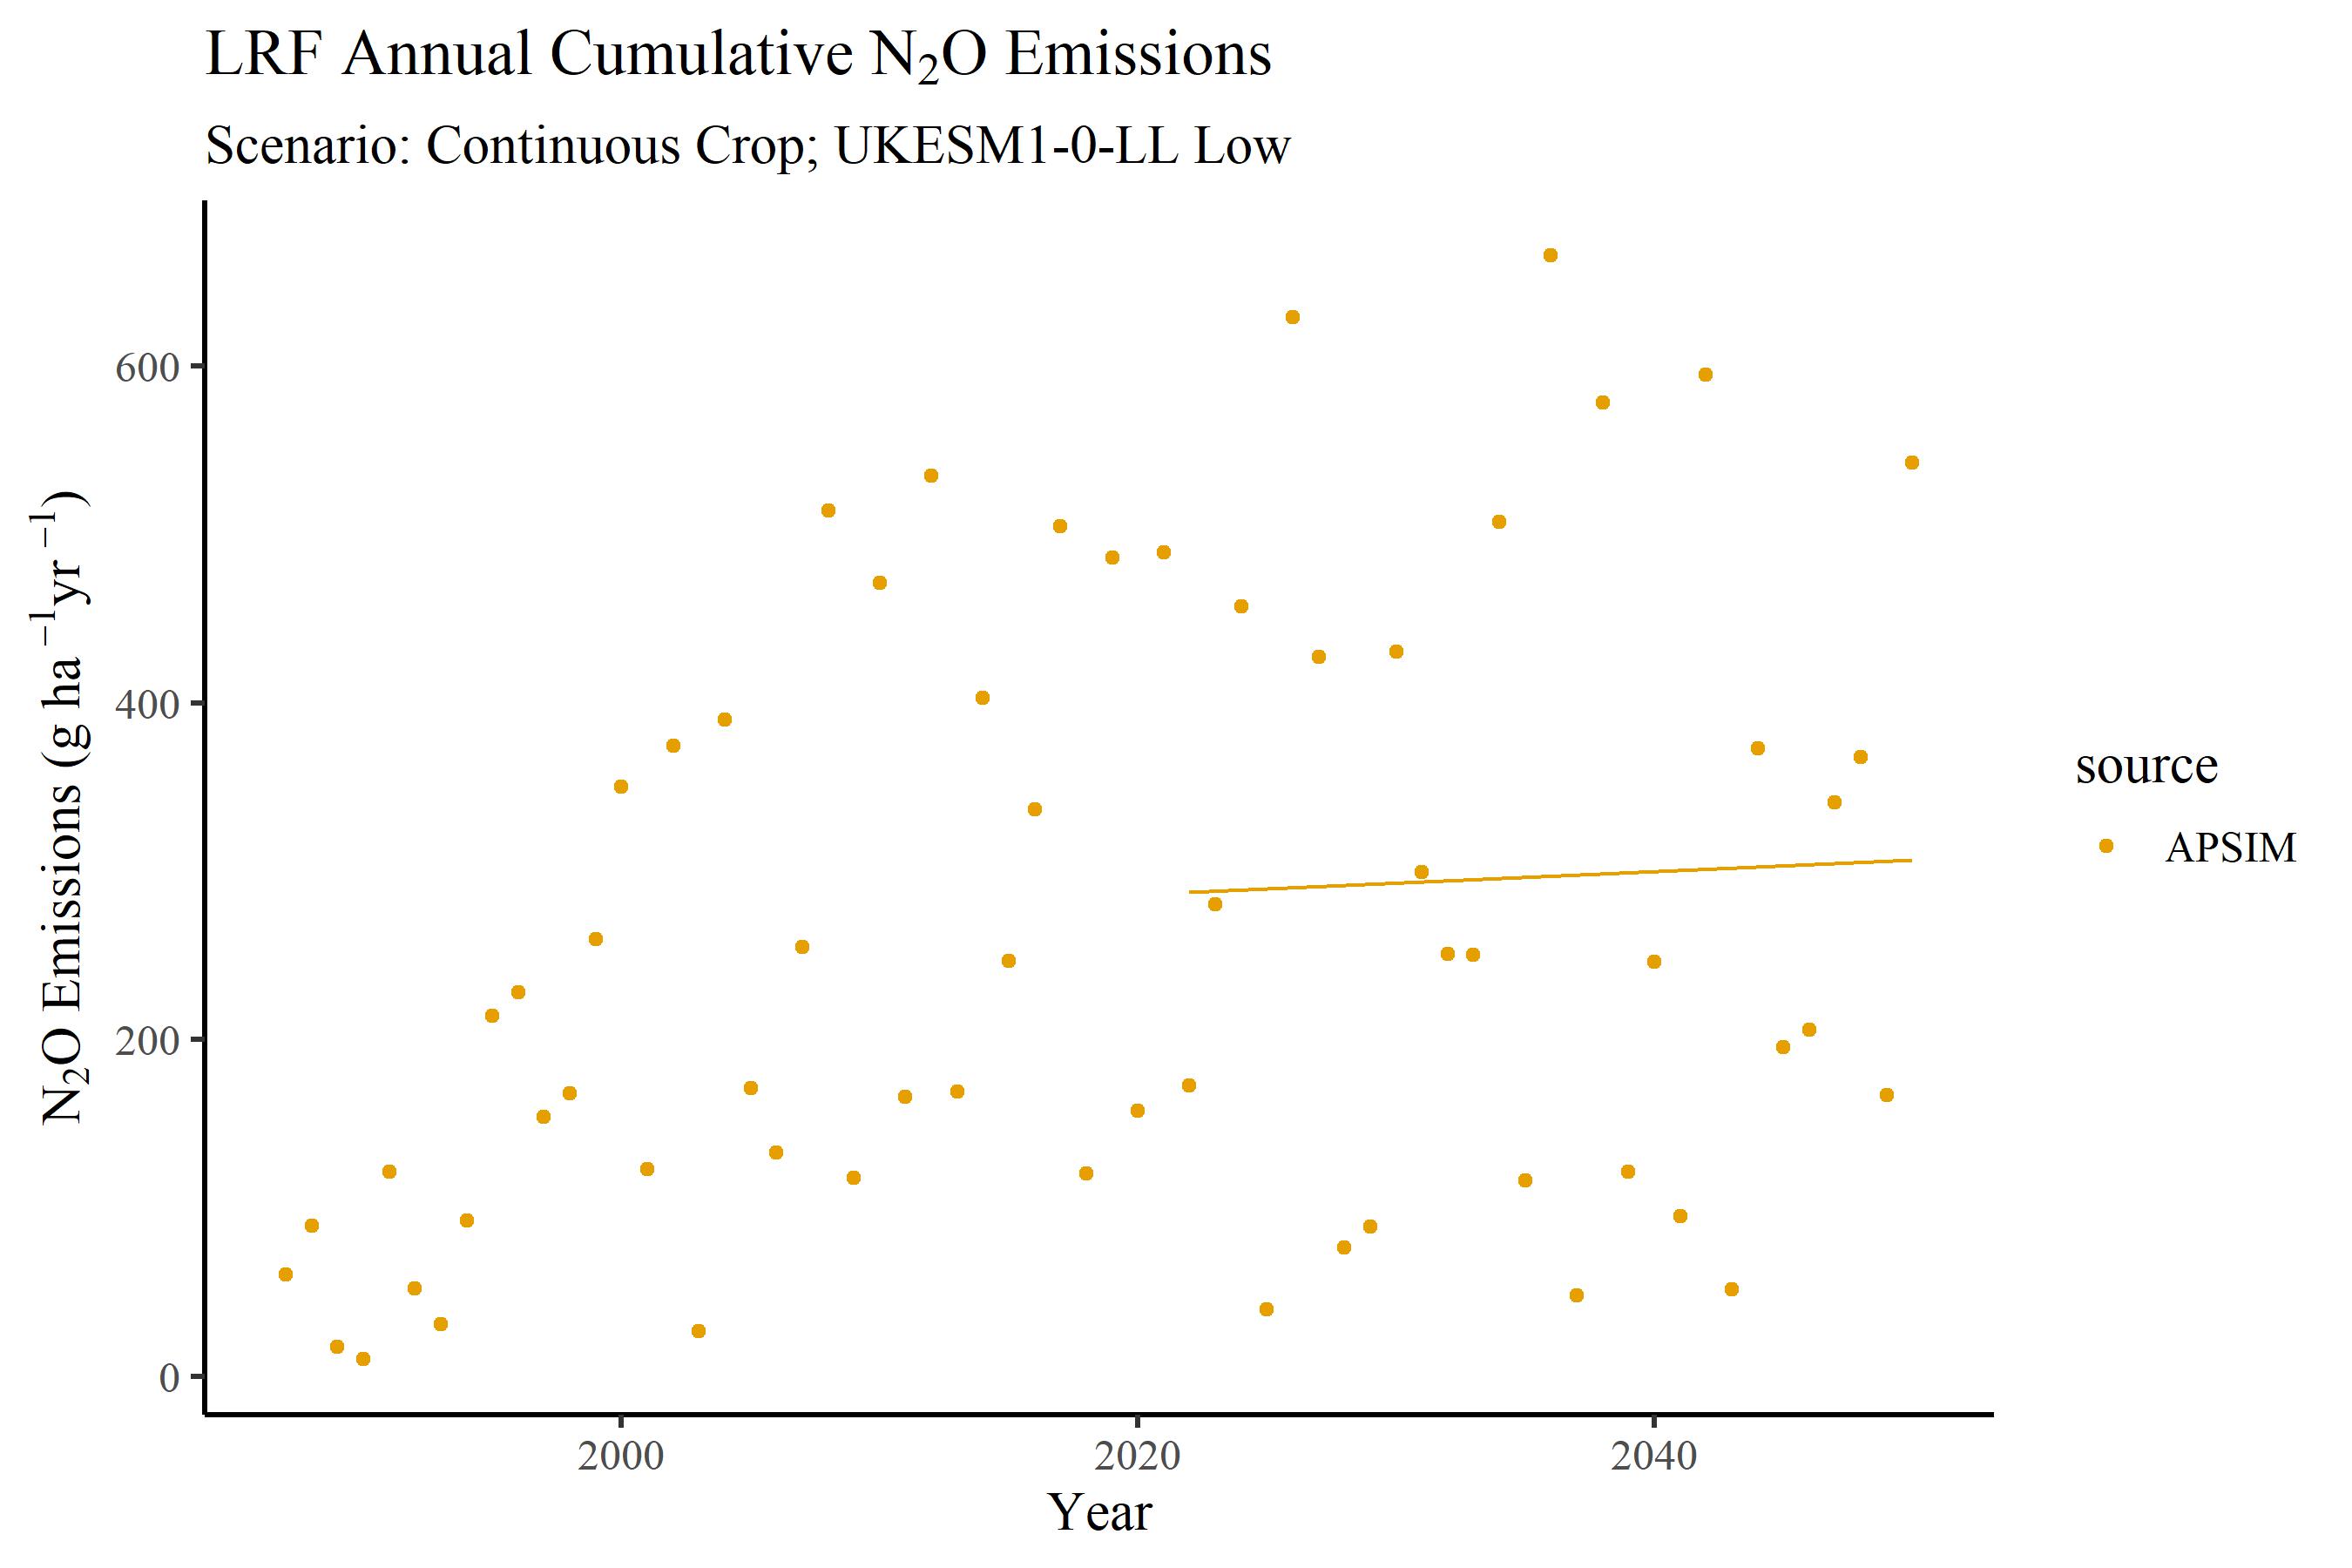 LRF Annual Cumulative N₂O Emissions
Scenario: Continuous Crop; UKESM1-0-LL Low
N₂O Emissions (g ha⁻¹yr⁻¹)
600
400
200
0
2000 2020 2040
Year
source
APSIM